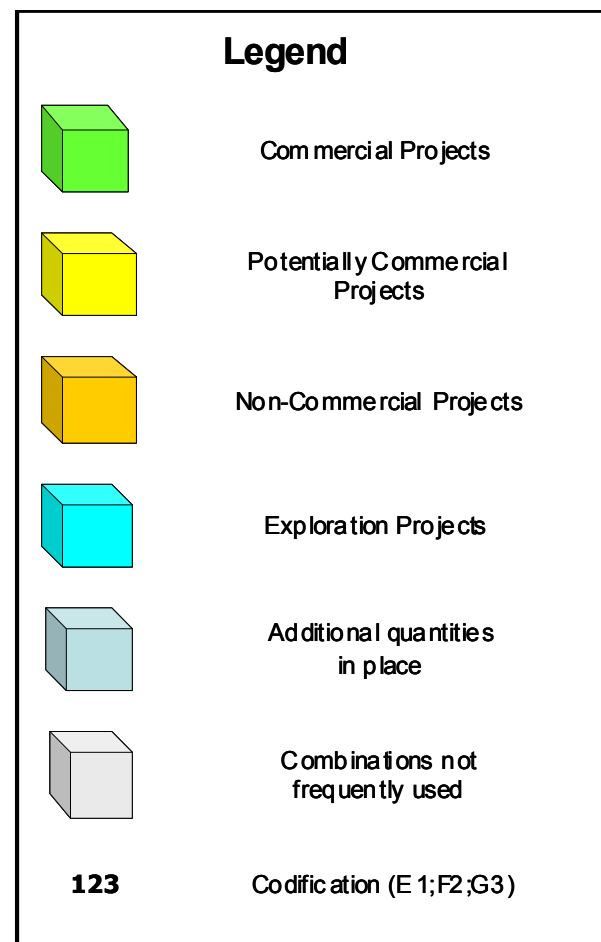 Legend
Commercial Projects
Potentially Commercial
Projects
Non-Commercial Projects
Exploration Projects
Additional quantities
in place
Combinations not
frequently used
123 Codification (E1;F2;G3)